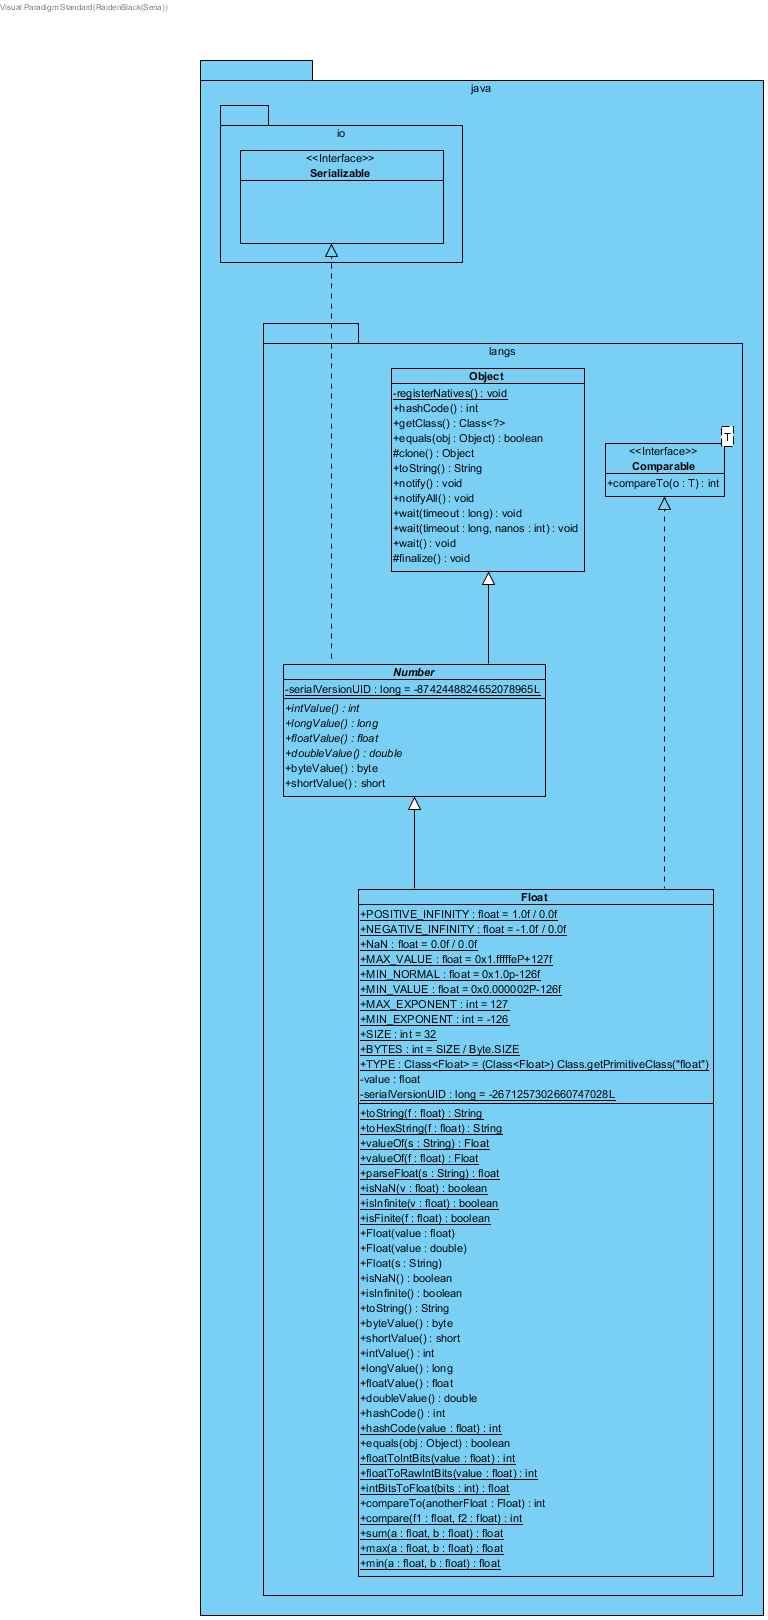 Visual Paradigm Standard(RaidenBlack(Sena))
java
io
<<Interface>>
Serializable
langs
Object
-registerNatives() : void
+hashCode() : int
+getClass() : Class<?>
+equals(obj : Object) : boolean
#clone() : Object
+toString() : String
+notify() : void
+notifyAll() : void
+wait(timeout : long) : void
+wait(timeout : long, nanos : int) : void
+wait() : void
#finalize() : void
T
<<Interface>>
Comparable
+compareTo(o : T) : int
Number
-serialVersionUID : long = -8742448824652078965L
+intValue() : int
+longValue() : long
+floatValue() : float
+doubleValue() : double
+byteValue() : byte
+shortValue() : short
Float
+POSITIVE_INFINITY : float = 1.0f / 0.0f
+NEGATIVE_INFINITY : float = -1.0f / 0.0f
+NaN : float = 0.0f / 0.0f
+MAX_VALUE : float = 0x1.fffffeP+127f
+MIN_NORMAL : float = 0x1.0p-126f
+MIN_VALUE : float = 0x0.000002P-126f
+MAX_EXPONENT : int = 127
+MIN_EXPONENT : int = -126
+SIZE : int = 32
+BYTES : int = SIZE / Byte.SIZE
+TYPE : Class<Float> = (Class<Float>) Class.getPrimitiveClass("float")
-value : float
-serialVersionUID : long = -2671257302660747028L
+toString(f : float) : String
+toHexString(f : float) : String
+valueOf(s : String) : Float
+valueOf(f : float) : Float
+parseFloat(s : String) : float
+isNaN(v : float) : boolean
+isInfinite(v : float) : boolean
+isFinite(f : float) : boolean
+Float(value : float)
+Float(value : double)
+Float(s : String)
+isNaN() : boolean
+isInfinite() : boolean
+toString() : String
+byteValue() : byte
+shortValue() : short
+intValue() : int
+longValue() : long
+floatValue() : float
+doubleValue() : double
+hashCode() : int
+hashCode(value : float) : int
+equals(obj : Object) : boolean
+floatToIntBits(value : float) : int
+floatToRawIntBits(value : float) : int
+intBitsToFloat(bits : int) : float
+compareTo(anotherFloat : Float) : int
+compare(f1 : float, f2 : float) : int
+sum(a : float, b : float) : float
+max(a : float, b : float) : float
+min(a : float, b : float) : float